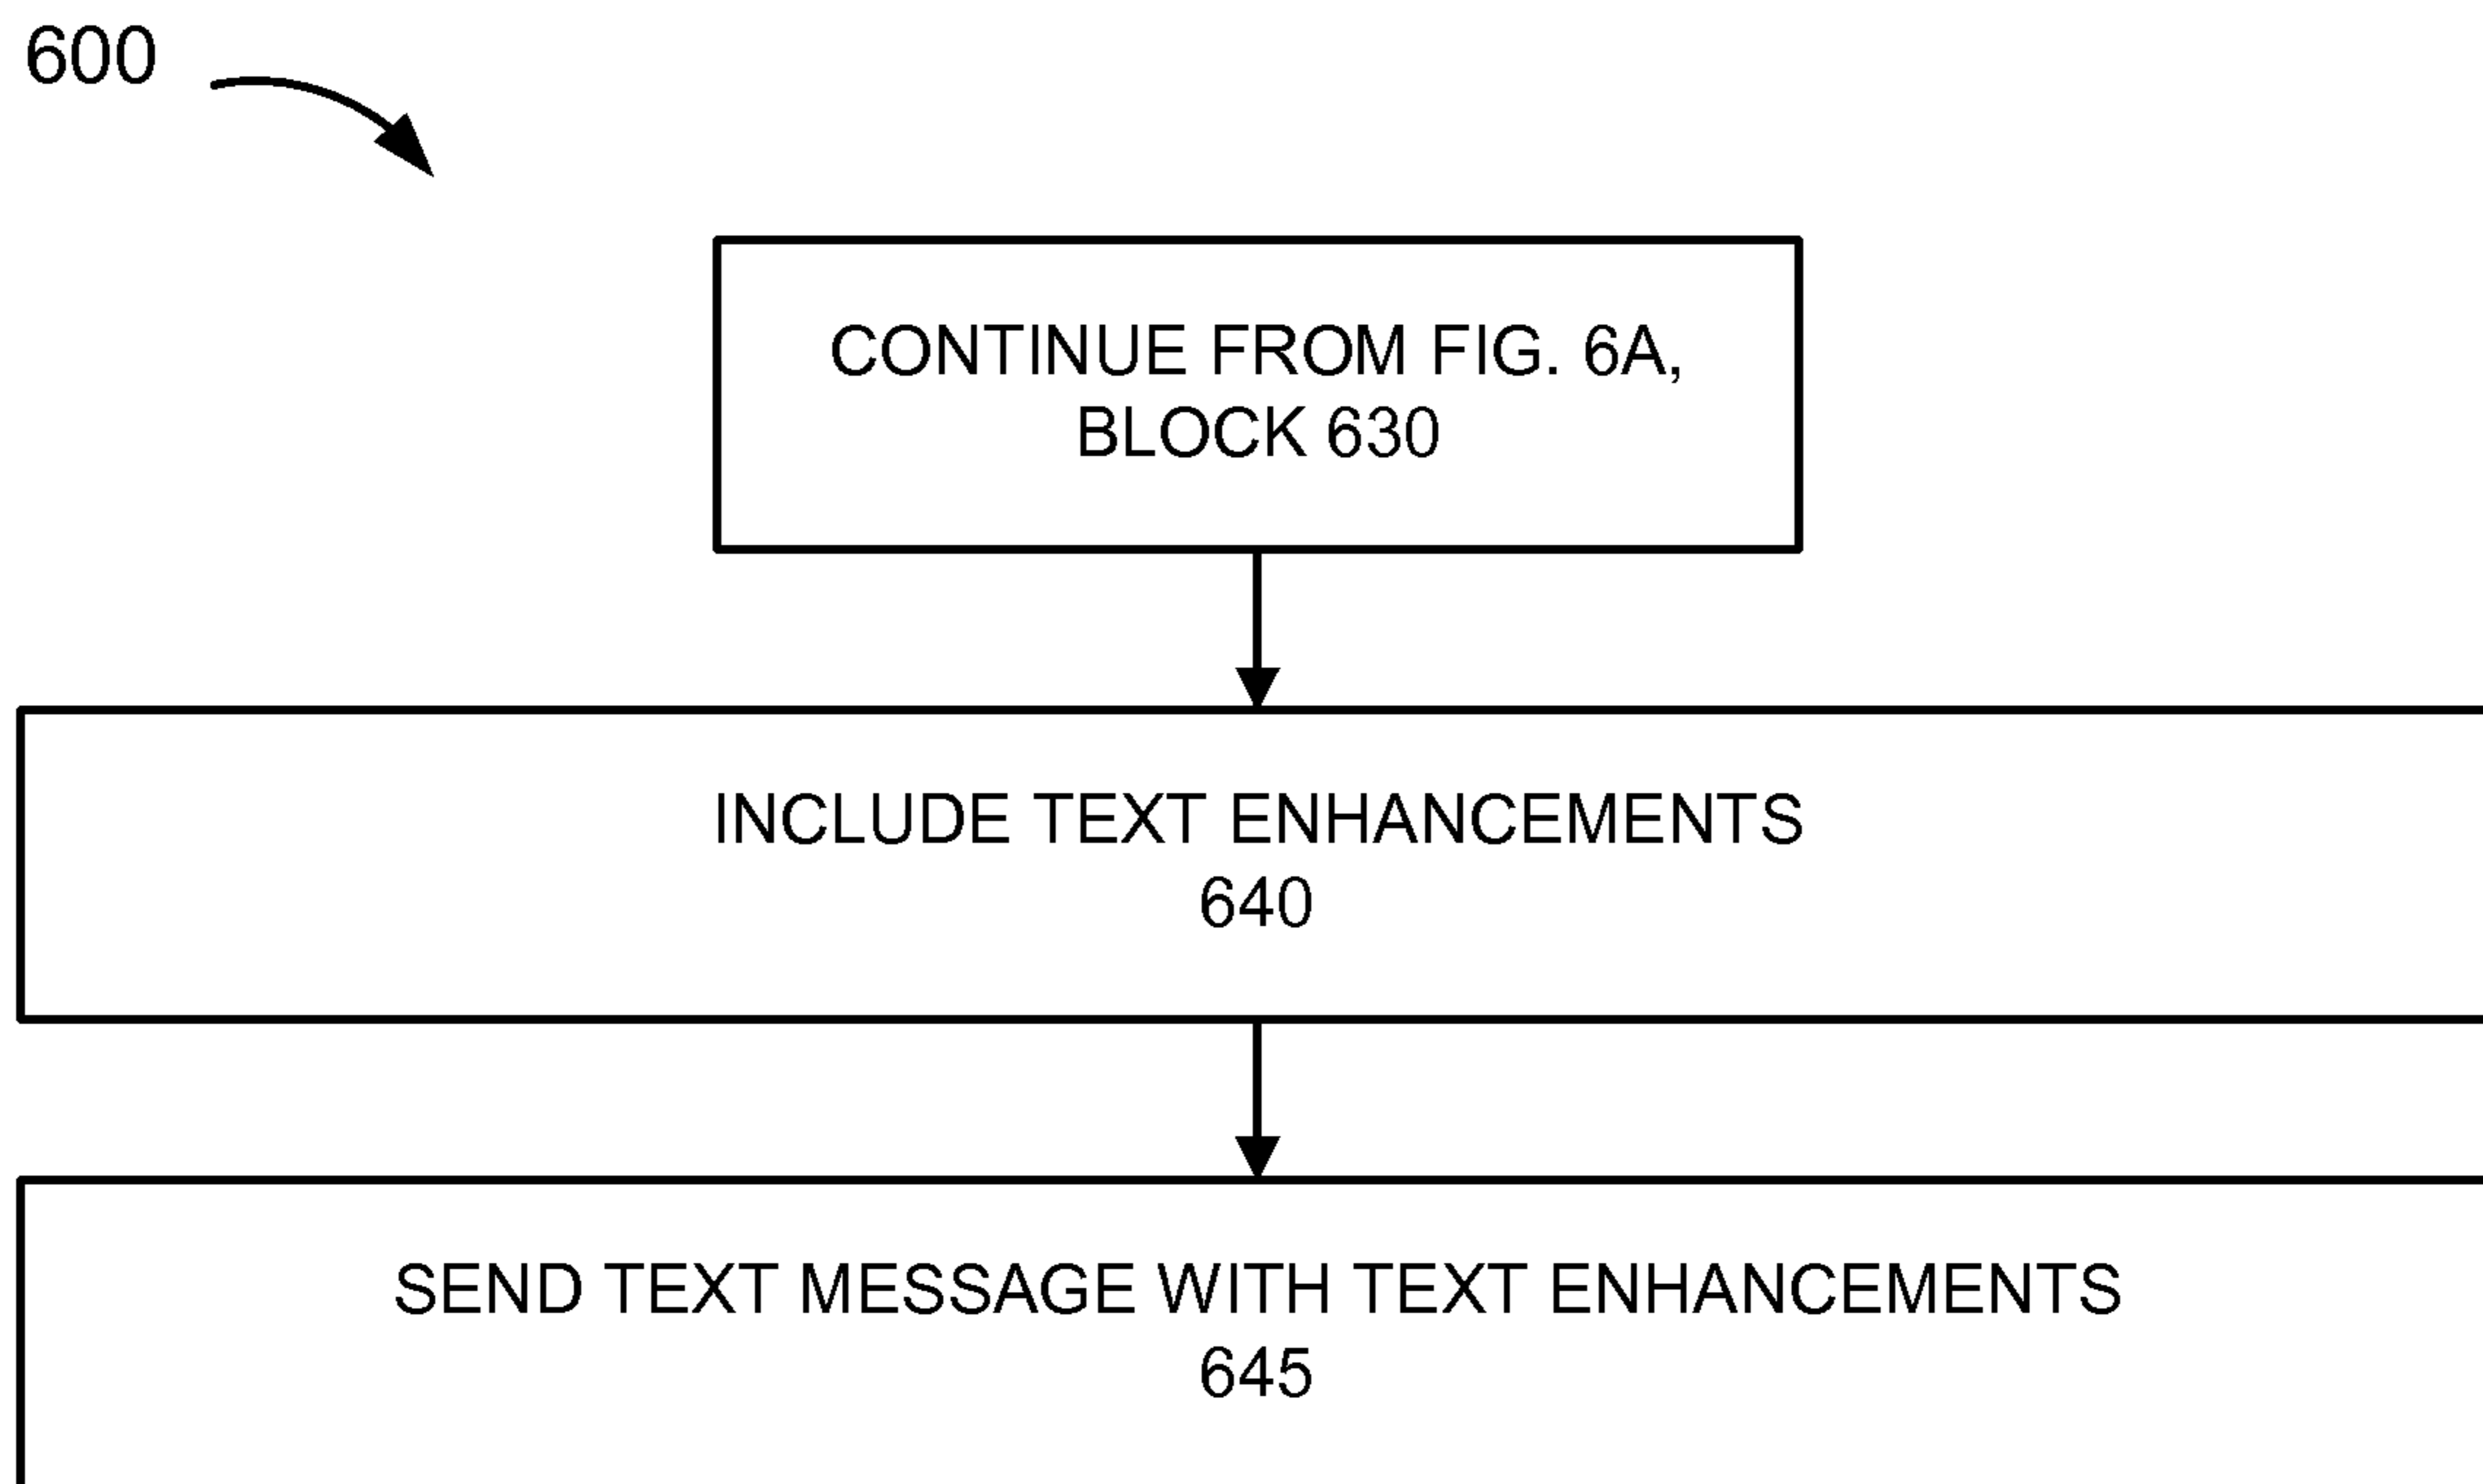 600
CONTINUE FROM FIG. 6A,
BLOCK 630
INCLUDE TEXT ENHANCEMENTS
640
SEND TEXT MESSAGE WITH TEXT ENHANCEMENTS
645